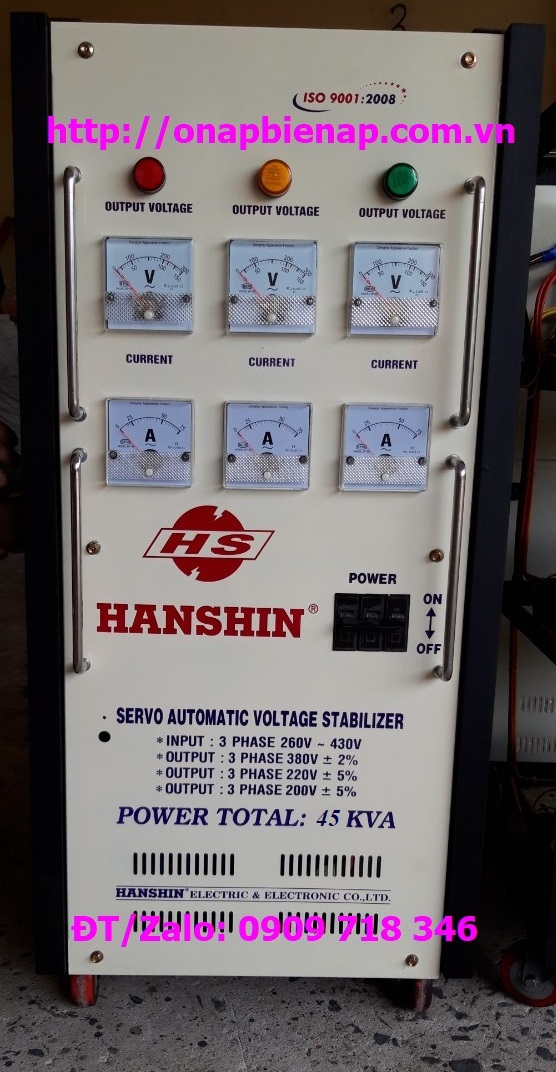 ISO 9001:2008
http://onapbienap.com.vn
OUTPUT VOLTAGE OUTPUT VOLTAGE OUTPUT VOLTAGE
V V V
CURRENT CURRENT CURRENT
A A A
HS
HANSHIN®
POWER
ON
OFF
SERVO AUTOMATIC VOLTAGE STABILIZER
* INPUT : 3 PHASE 260V ~ 430V
* OUTPUT : 3 PHASE 380V ± 2%
* OUTPUT : 3 PHASE 220V ± 5%
* OUTPUT : 3 PHASE 200V ± 5%
POWER TOTAL: 45 KVA
HANSHIN® ELECTRIC & ELECTRONIC CO.,LTD.
ĐT/Zalo: 0909 718 346